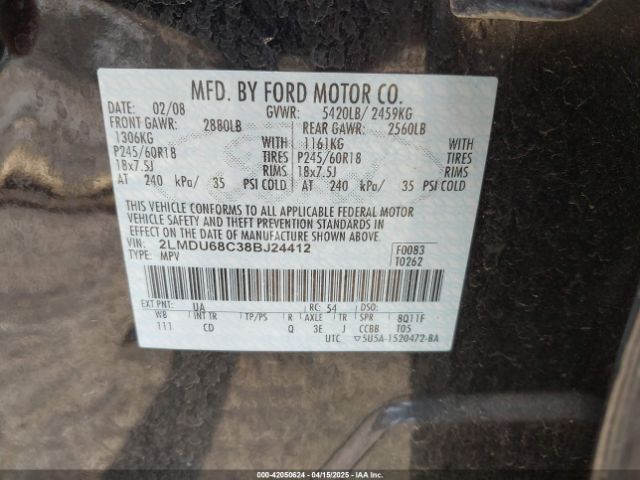 MFD. BY FORD MOTOR CO.
DATE: 02/08 GVWR: 5420LB/ 2459KG
FRONT GAWR: 2880LB REAR GAWR: 2560LB
1306KG WITH 1161KG WITH
P245/60R18 TIRES P245/60R18 TIRES
18x7.5J RIMS 18x7.5J RIMS
AT 240 kPa/ 35 PSI COLD AT 240 kPa/ 35 PSI COLD
THIS VEHICLE CONFORMS TO ALL APPLICABLE FEDERAL MOTOR
VEHICLE SAFETY AND THEFT PREVENTION STANDARDS IN
EFFECT ON THE DATE OF MANUFACTURE SHOWN ABOVE.
VIN: 2LMDU68C38BJ24412 F0083
TYPE: MPV T0262
EXT PNT: UA RC: 54 DSO:
WB INT TR TP/PS R AXLE TR SPR 8Q11F
111 CD Q 3E J CCBB T05
UTC ▽5U5A-1520472-BA
000-42050624 - 04/15/2025 - IAA Inc.